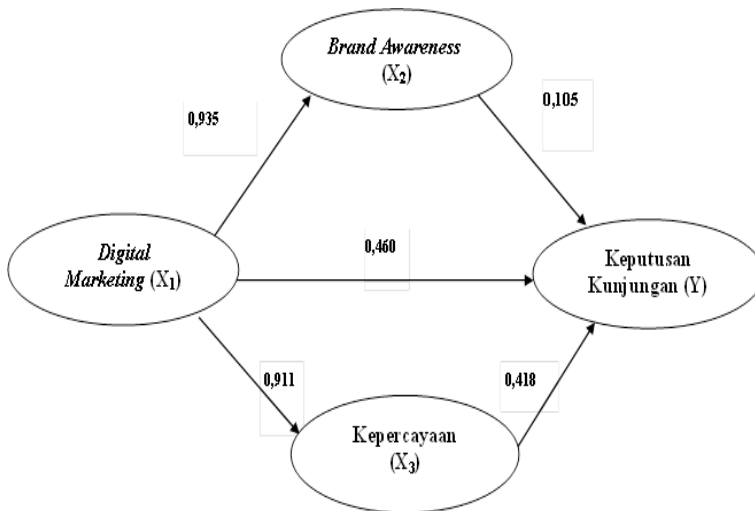 Brand Awareness
(X2)
0,935
0,105
Digital
Marketing (X1)
0,460
Keputusan
Kunjungan (Y)
0,911
0,418
Kepercayaan
(X3)